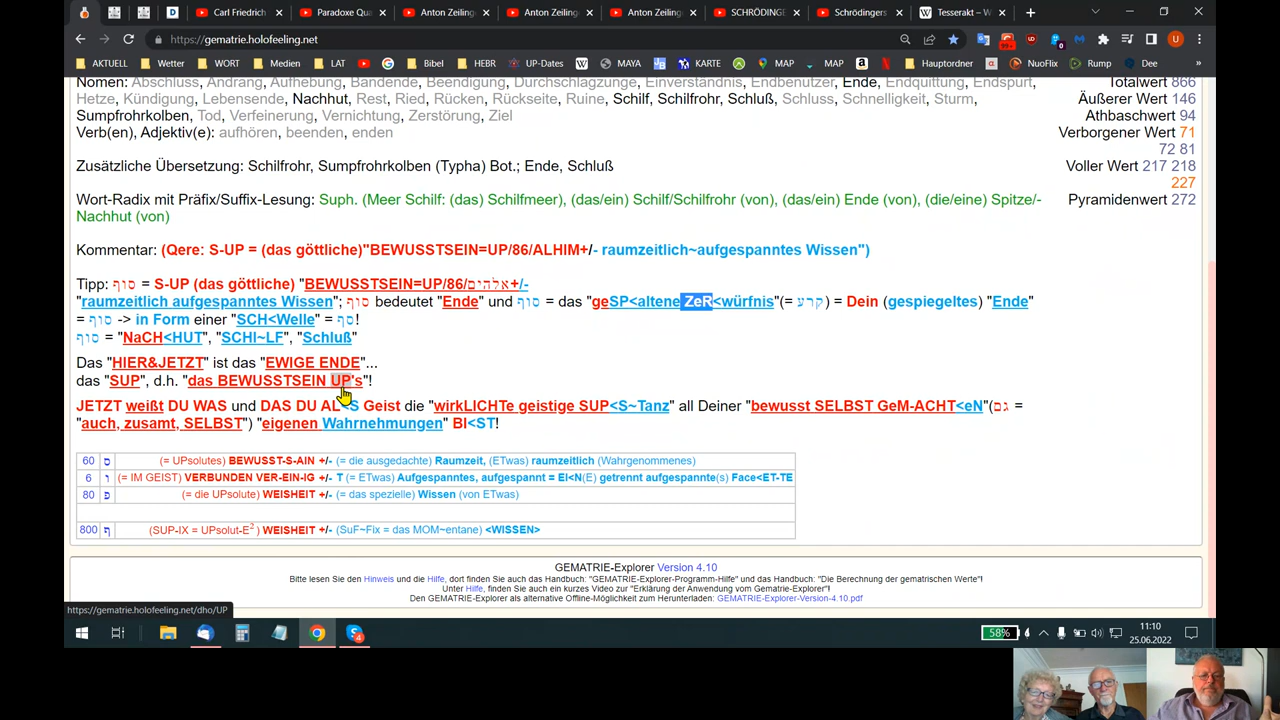 Carl Friedrich
Paradoxe Qua
Anton Zeiling
Anton Zeiling
Anton Zeiling
SCHRÖDINGE
Schrödingers
Tesserakt – W
https://gematrie.holofeeling.net
AKTUELL Wetter WORT Medien LAT Bibel HEBR UP-Dates MAYA KARTE MAP MAP Hauptordner NuoFlix Rump Dee
Nomen: Abschluss, Andrang, Aufhebung, Bandende, Beendigung, Durchschlagzunge, Einverständnis, Endbenutzer, Ende, Endquittung, Endspurt,
Hetze, Kündigung, Lebensende, Nachhut, Rest, Ried, Rücken, Rückseite, Ruine, Schilf, Schilfrohr, Schluß, Schluss, Schnelligkeit, Sturm,
Sumpfrohrkolben, Tod, Verfeinerung, Vernichtung, Zerstörung, Ziel
Verb(en), Adjektiv(e): aufhören, beenden, enden
Totalwert 866
Äußerer Wert 146
Athbaschwert 94
Verborgener Wert 71
72 81
Voller Wert 217 218
227
Pyramidenwert 272
Zusätzliche Übersetzung: Schilfrohr, Sumpfrohrkolben (Typha) Bot.; Ende, Schluß
Wort-Radix mit Präfix/Suffix-Lesung: Suph. (Meer Schilf: (das) Schilfmeer), (das/ein) Schilf/Schilfrohr (von), (das/ein) Ende (von), (die/eine) Spitze/-
Nachhut (von)
Kommentar: (Qere: S-UP = (das göttliche)"BEWUSSTSEIN=UP/86/ALHIM+/- raumzeitlich~aufgespanntes Wissen")
Tipp: סוף = S-UP (das göttliche) "BEWUSSTSEIN=UP/86/אלהים+/-
"raumzeitlich aufgespanntes Wissen"; סוף bedeutet "Ende" und סוף = das "geSP<altene ZeR<würfnis"(= קרע) = Dein (gespiegeltes) "Ende"
= סוף -> in Form einer "SCH<Welle" = סף!
סוף = "NaCH<HUT", "SCHI~LF", "Schluß"
Das "HIER&JETZT" ist das "EWIGE ENDE"...
das "SUP", d.h. "das BEWUSSTSEIN UP's"!
JETZT weißt DU WAS und DAS DU AL<S Geist die "wirkLICHTe geistige SUP<S~Tanz" all Deiner "bewusst SELBST GeM-ACHT<eN"(גם =
"auch, zusamt, SELBST") "eigenen Wahrnehmungen" BI<ST!
60 ס (= UPsolutes) BEWUSST-S-AIN +/- (= die ausgedachte) Raumzeit, (ETwas) raumzeitlich (Wahrgenommenes)
6 ו (= IM GEIST) VERBUNDEN VER-EIN-IG +/- T (= ETwas) Aufgespanntes, aufgespannt = EI<N(E) getrennt aufgespannte(s) Face<ET-TE
80 פ (= die UPsolute) WEISHEIT +/- (= das spezielle) Wissen (von ETwas)
800 ף (SUP-IX = UPsolut-E2 ) WEISHEIT +/- (SuF~Fix = das MOM~entane) <WISSEN>
GEMATRIE-Explorer Version 4.10
Bitte lesen Sie den Hinweis und die Hilfe, dort finden Sie auch das Handbuch: "GEMATRIE-Explorer-Programm-Hilfe" und das Handbuch: "Die Berechnung der gematrischen Werte"!
Unter Hilfe, finden Sie auch ein kurzes Video zur "Erklärung der Anwendung vom Gematrie-Explorer"!
Den GEMATRIE-Explorer als alternative Offline-Möglichkeit zum Herunterladen: GEMATRIE-Explorer-Version-4.10.pdf
https://gematrie.holofeeling.net/dho/UP
58%
11:10
25.06.2022